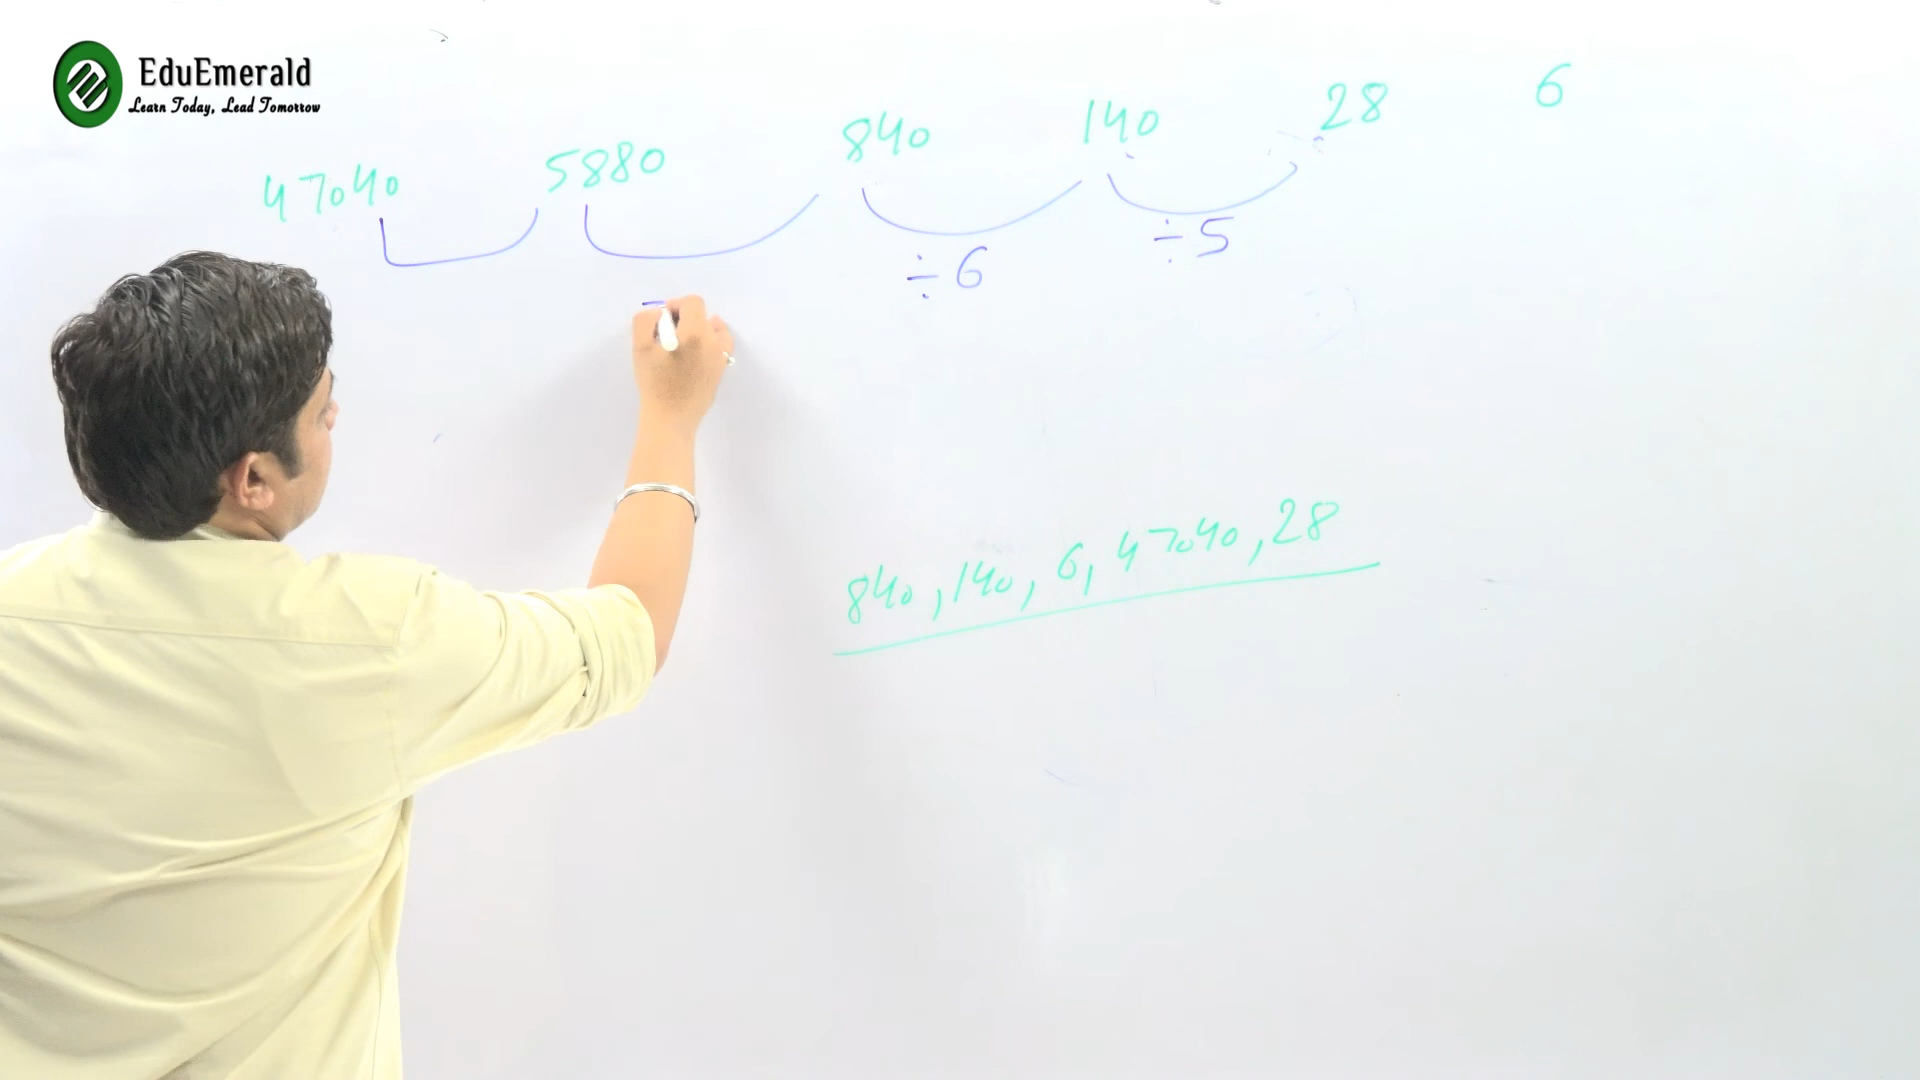 EduEmerald
Learn Today, Lead Tomorrow
47040 5880 840 140 28 6
÷6 ÷5
840, 140, 6, 47040, 28